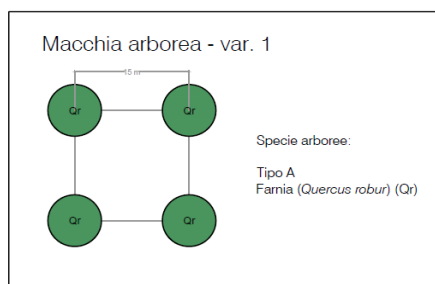 Macchia arborea - var. 1
15 m
Qr
Qr
Specie arboree:
Tipo A
Farnia (Quercus robur) (Qr)
Qr
Qr